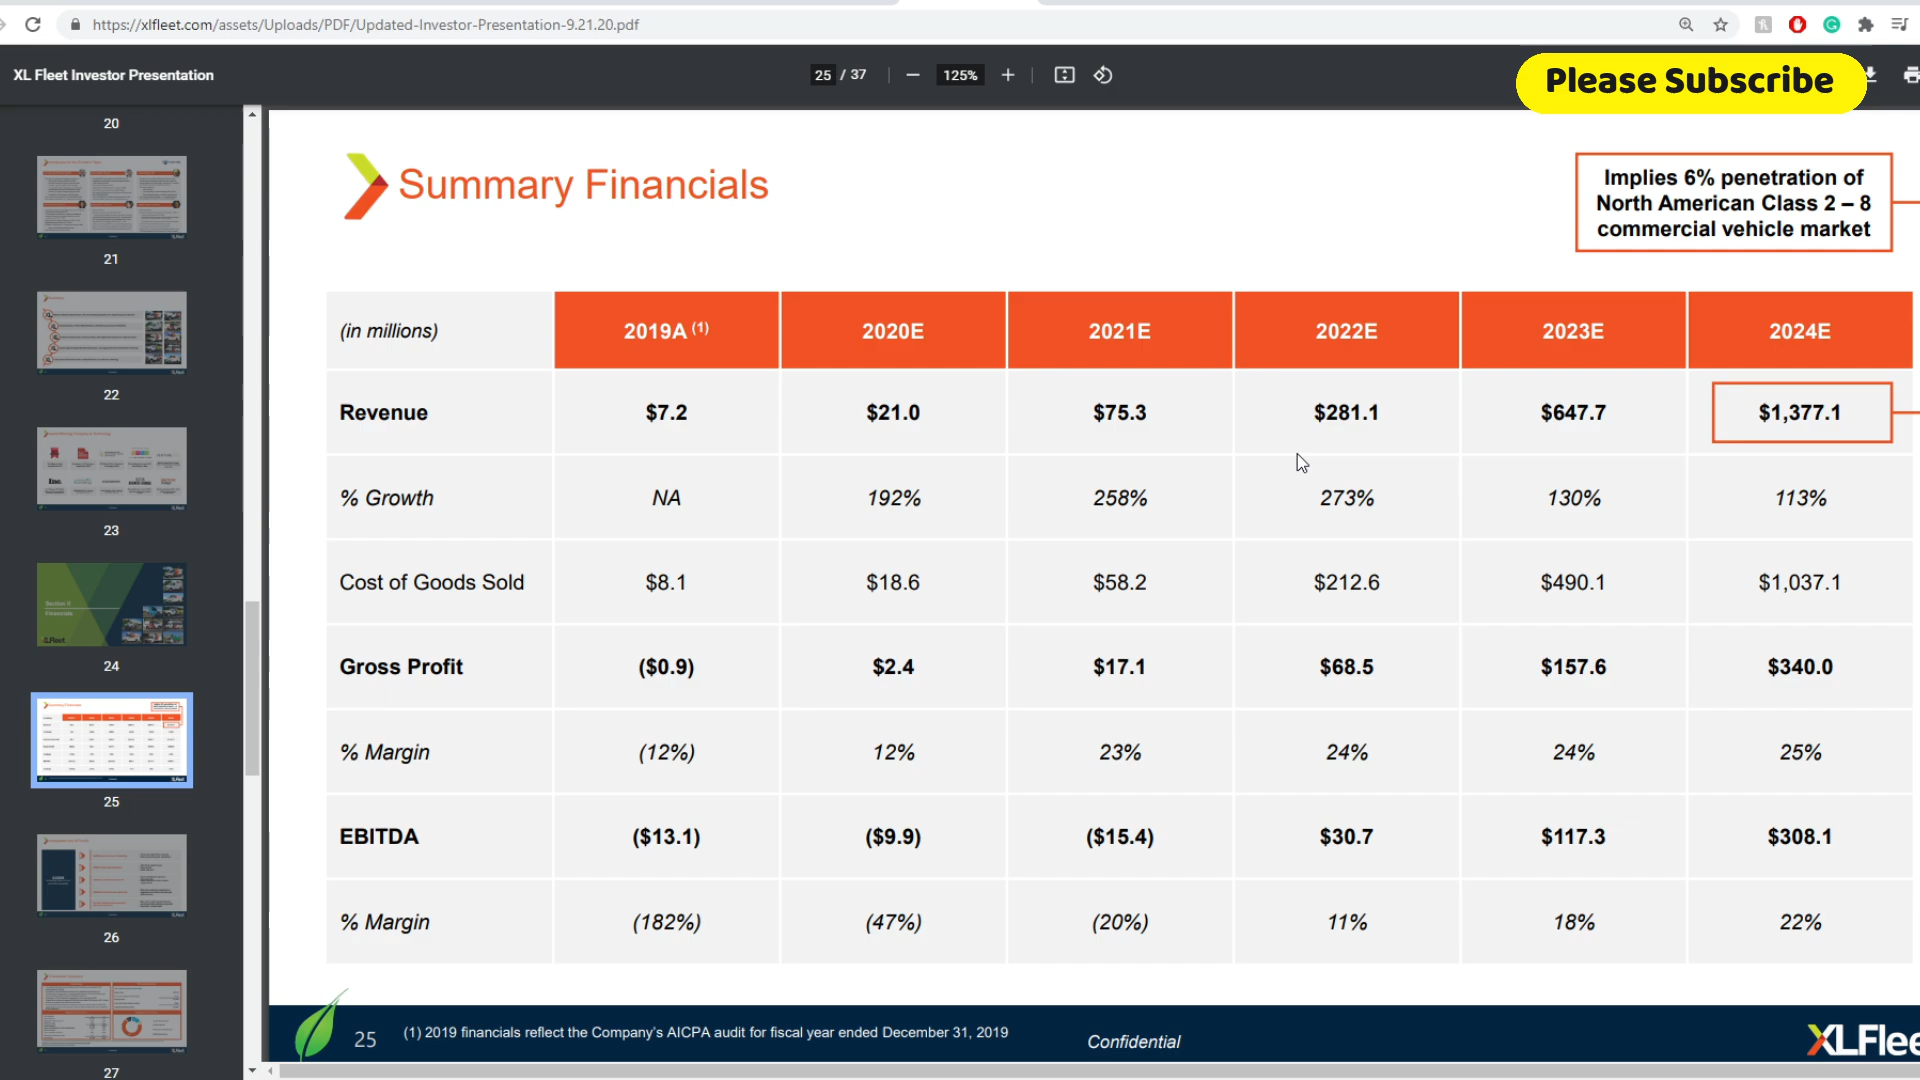 https://xlfleet.com/assets/Uploads/PDF/Updated-Investor-Presentation-9.21.20.pdf
XL Fleet Investor Presentation
25 / 37
125%
Please Subscribe
20
21
22
23
24
25
26
27
Summary Financials
Implies 6% penetration of
North American Class 2 – 8
commercial vehicle market
(in millions) 2019A (1) 2020E 2021E 2022E 2023E 2024E
Revenue $7.2 $21.0 $75.3 $281.1 $647.7 $1,377.1
% Growth NA 192% 258% 273% 130% 113%
Cost of Goods Sold $8.1 $18.6 $58.2 $212.6 $490.1 $1,037.1
Gross Profit ($0.9) $2.4 $17.1 $68.5 $157.6 $340.0
% Margin (12%) 12% 23% 24% 24% 25%
EBITDA ($13.1) ($9.9) ($15.4) $30.7 $117.3 $308.1
% Margin (182%) (47%) (20%) 11% 18% 22%
25
(1) 2019 financials reflect the Company's AICPA audit for fiscal year ended December 31, 2019
Confidential
XLFlee